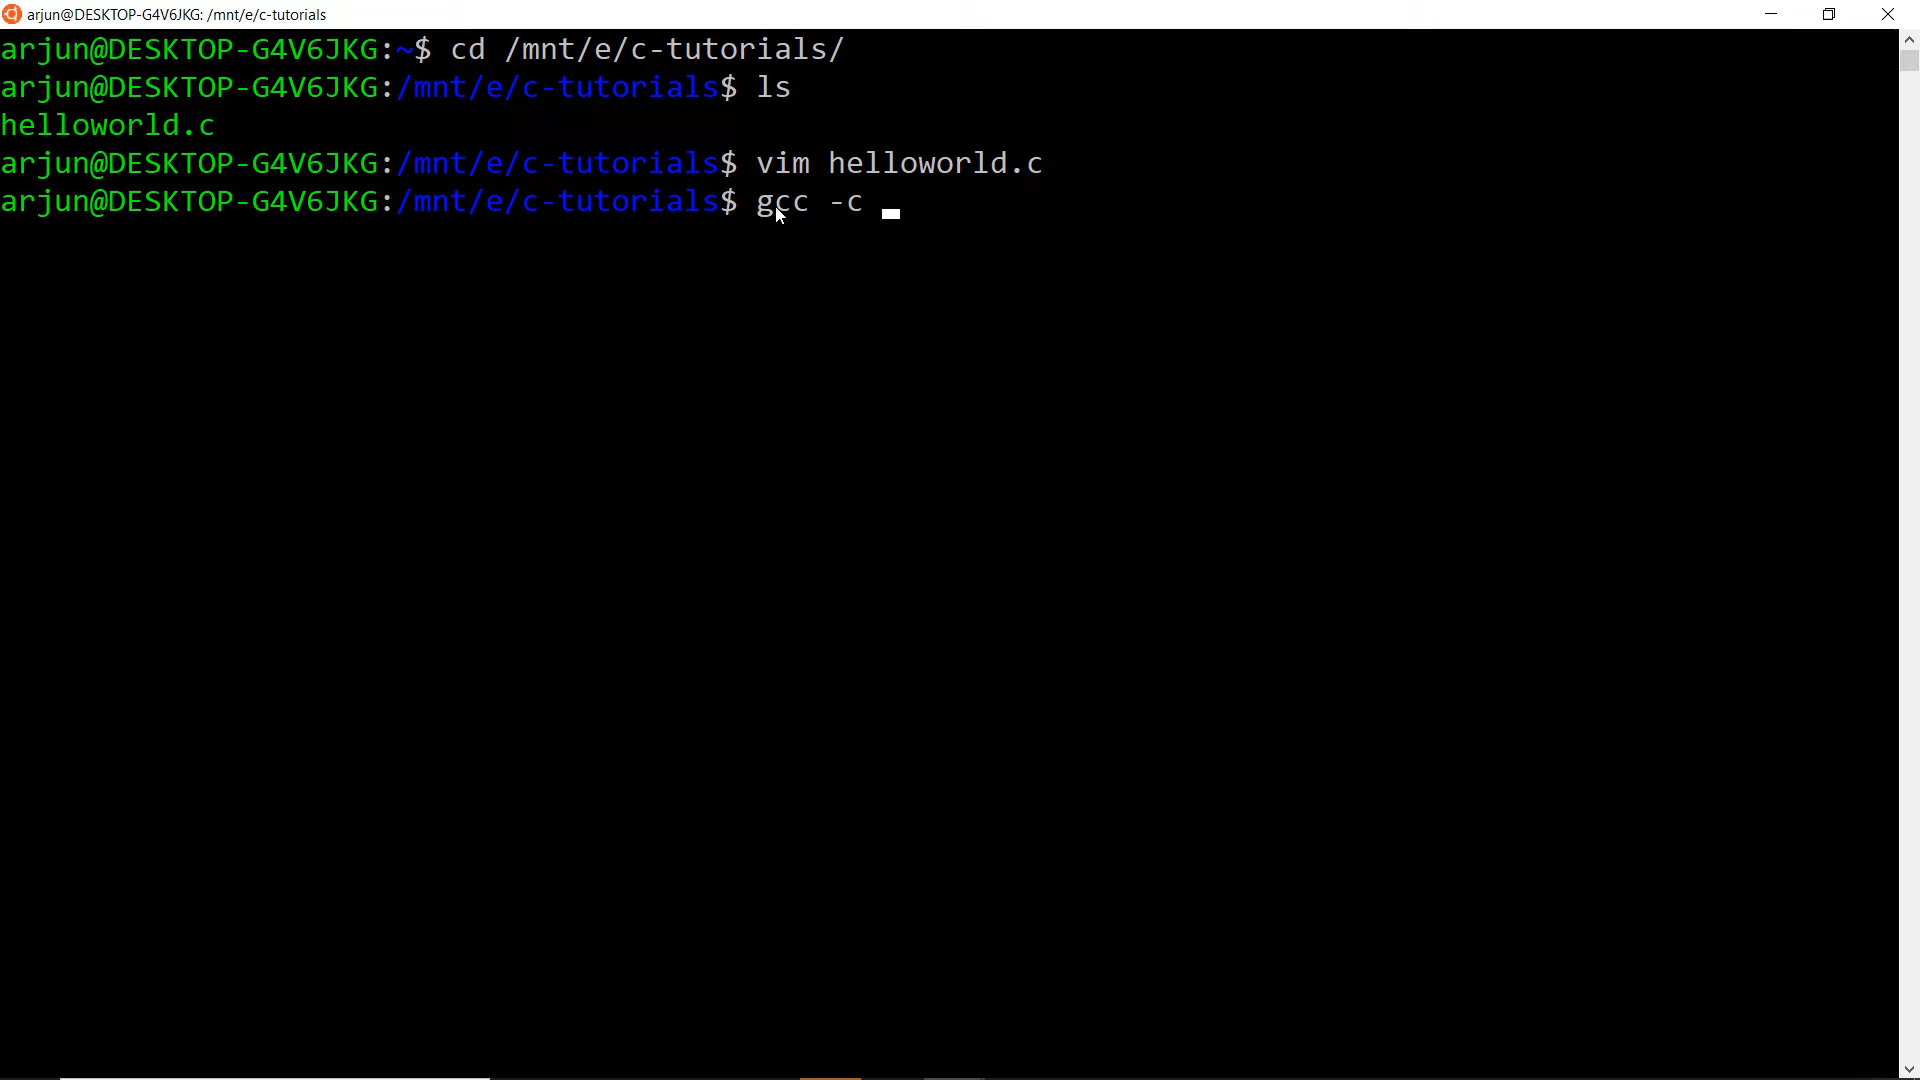 arjun@DESKTOP-G4V6JKG: /mnt/e/c-tutorials
arjun@DESKTOP-G4V6JKG:~$ cd /mnt/e/c-tutorials/
arjun@DESKTOP-G4V6JKG:/mnt/e/c-tutorials$ ls
helloworld.c
arjun@DESKTOP-G4V6JKG:/mnt/e/c-tutorials$ vim helloworld.c
arjun@DESKTOP-G4V6JKG:/mnt/e/c-tutorials$ gcc -c